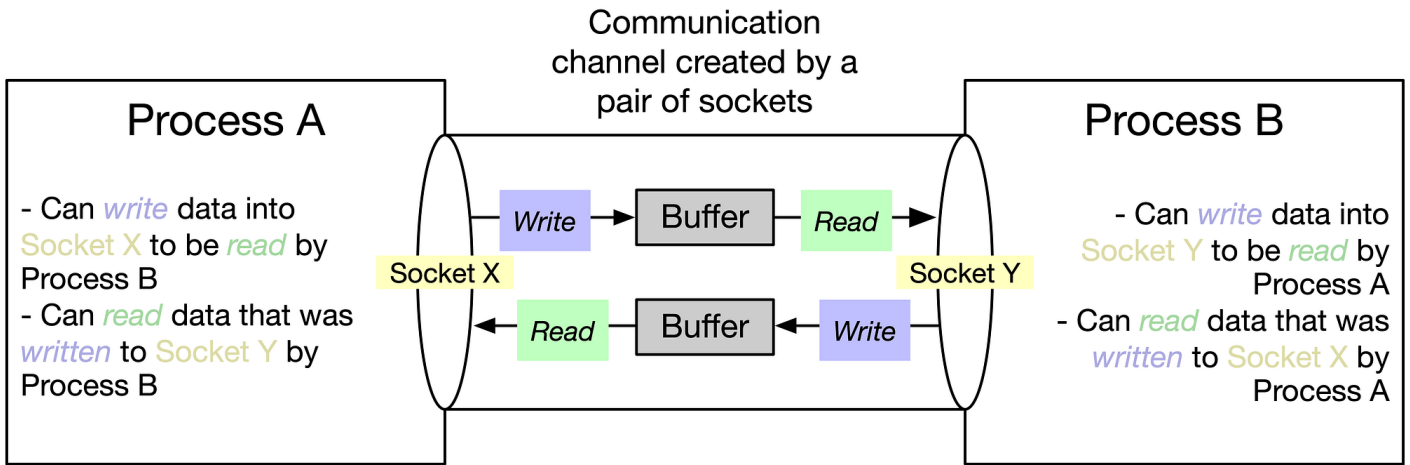 Communication
channel created by a
pair of sockets
Process A
- Can write data into
Socket X to be read by
Process B
- Can read data that was
written to Socket Y by
Process B
Socket X
Write
Buffer
Read
Read
Buffer
Write
Socket Y
Process B
- Can write data into
Socket Y to be read by
Process A
- Can read data that was
written to Socket X by
Process A